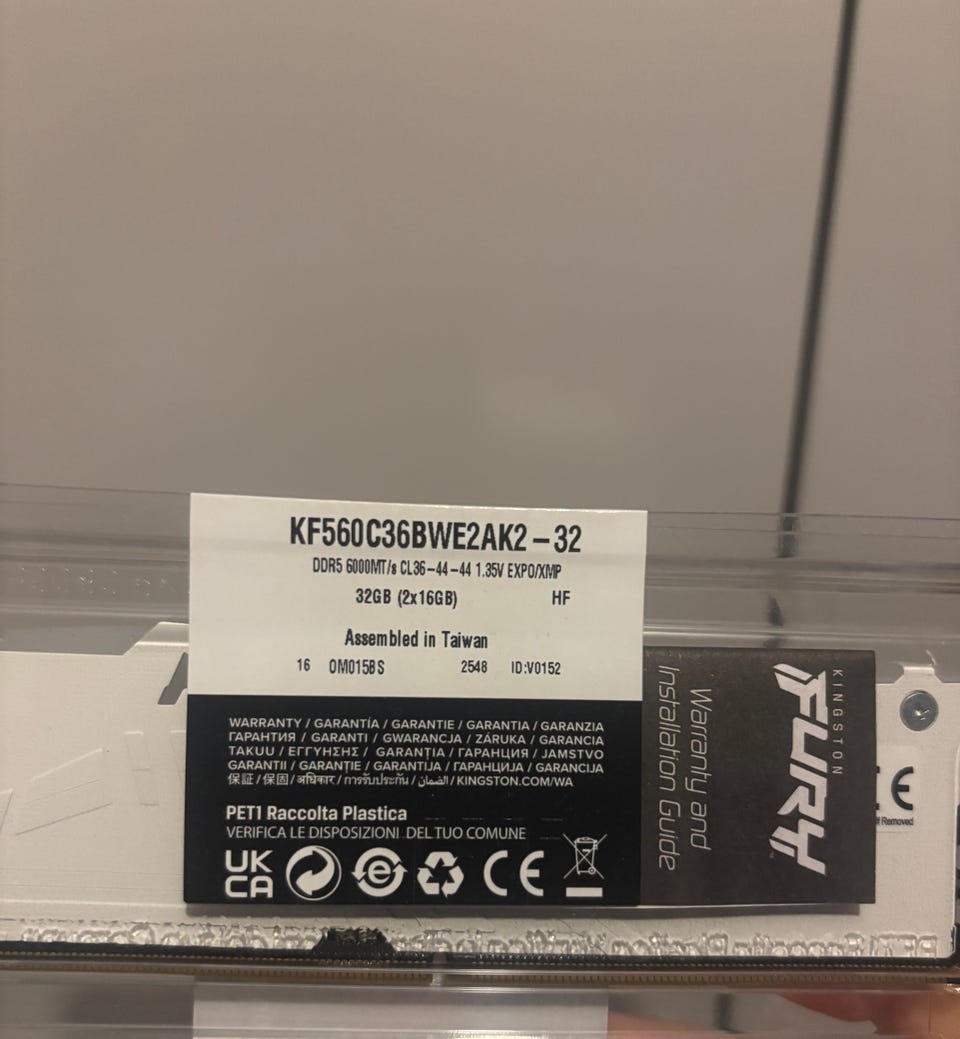 KF560C36BWE2AK2-32
DDR5 6000MT/s CL36-44-44 1.35V EXPO/XMP
32GB (2x16GB) HF
Assembled in Taiwan
16 OM015BS 2548 ID:V0152
WARRANTY / GARANTÍA / GARANTIE / GARANTIA / GARANZIA
ГАРАНТИЯ / GARANTI / GWARANCJA / ZÁRUKA / GARANCIA
TAKUU / ΕΓΓΥΗΣΗΣ / GARANȚIA / ГАРАНЦИЯ / JAMSTVO
GARANTII / GARANȚIE / GARANTIJA / ГАРАНЦИЈА / GARANCIJA
保証 / 保固 / अधिकार / การรับประกัน / الضمان / KINGSTON.COM/WA
PET1 Raccolta Plastica
VERIFICA LE DISPOSIZIONI DEL TUO COMUNE
UK
CA
e
CE
Warranty and
Installation Guide
KINGSTON
FURY
CE
if Removed